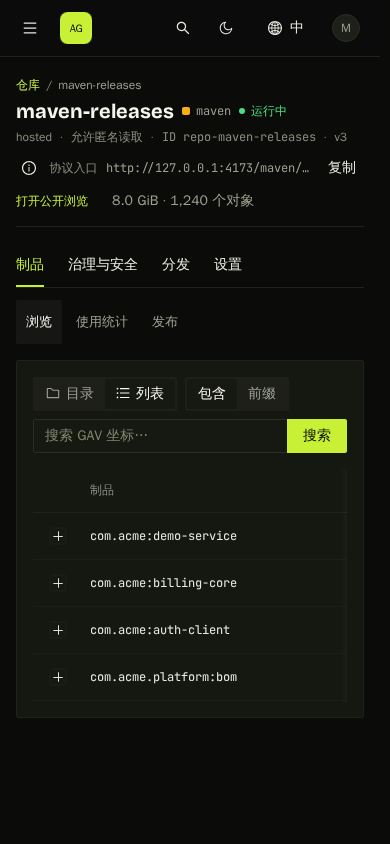 AG 中 M
仓库 / maven-releases
maven-releases maven 运行中
hosted · 允许匿名读取 · ID repo-maven-releases · v3
协议入口 http://127.0.0.1:4173/maven/… 复制
打开公开浏览 8.0 GiB · 1,240 个对象
制品 治理与安全 分发 设置
浏览 使用统计 发布
目录 列表 包含 前缀
搜索 GAV 坐标… 搜索
制品
com.acme:demo-service
com.acme:billing-core
com.acme:auth-client
com.acme.platform:bom